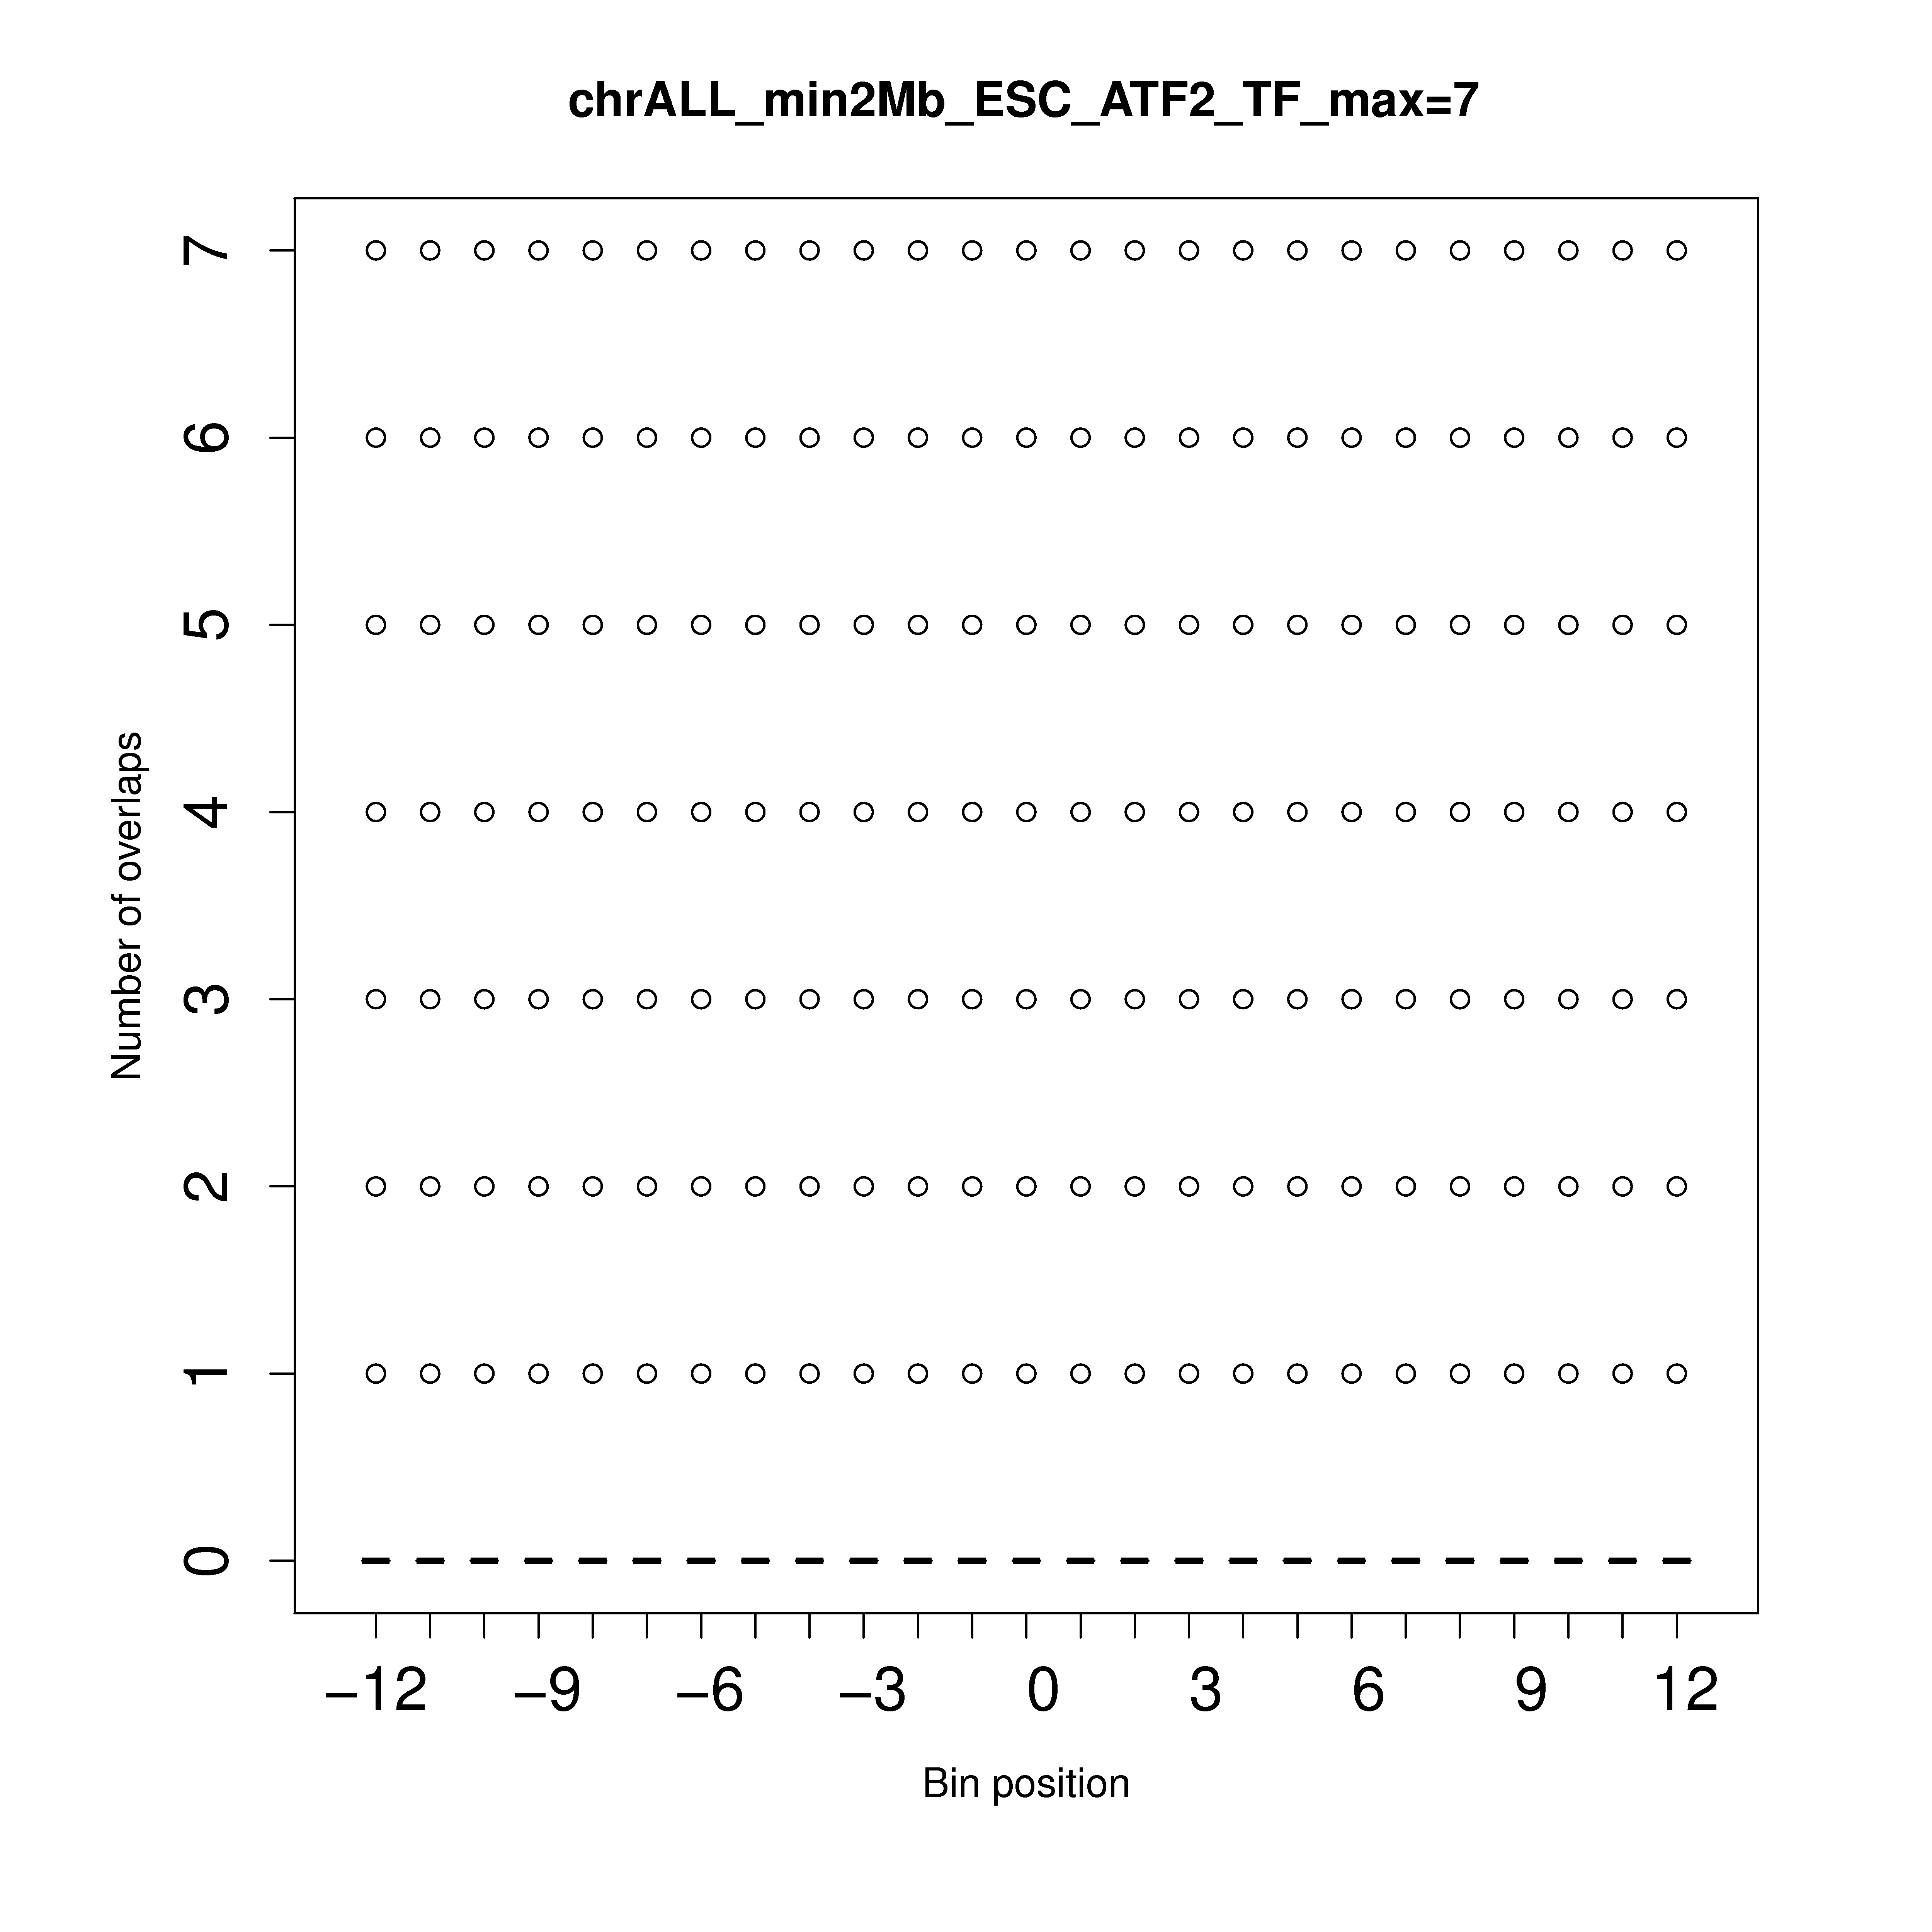 chrALL_min2Mb_ESC_ATF2_TF_max=7
7
6
5
4
3
2
1
0
Number of overlaps
−12 −9 −6 −3 0 3 6 9 12
Bin position